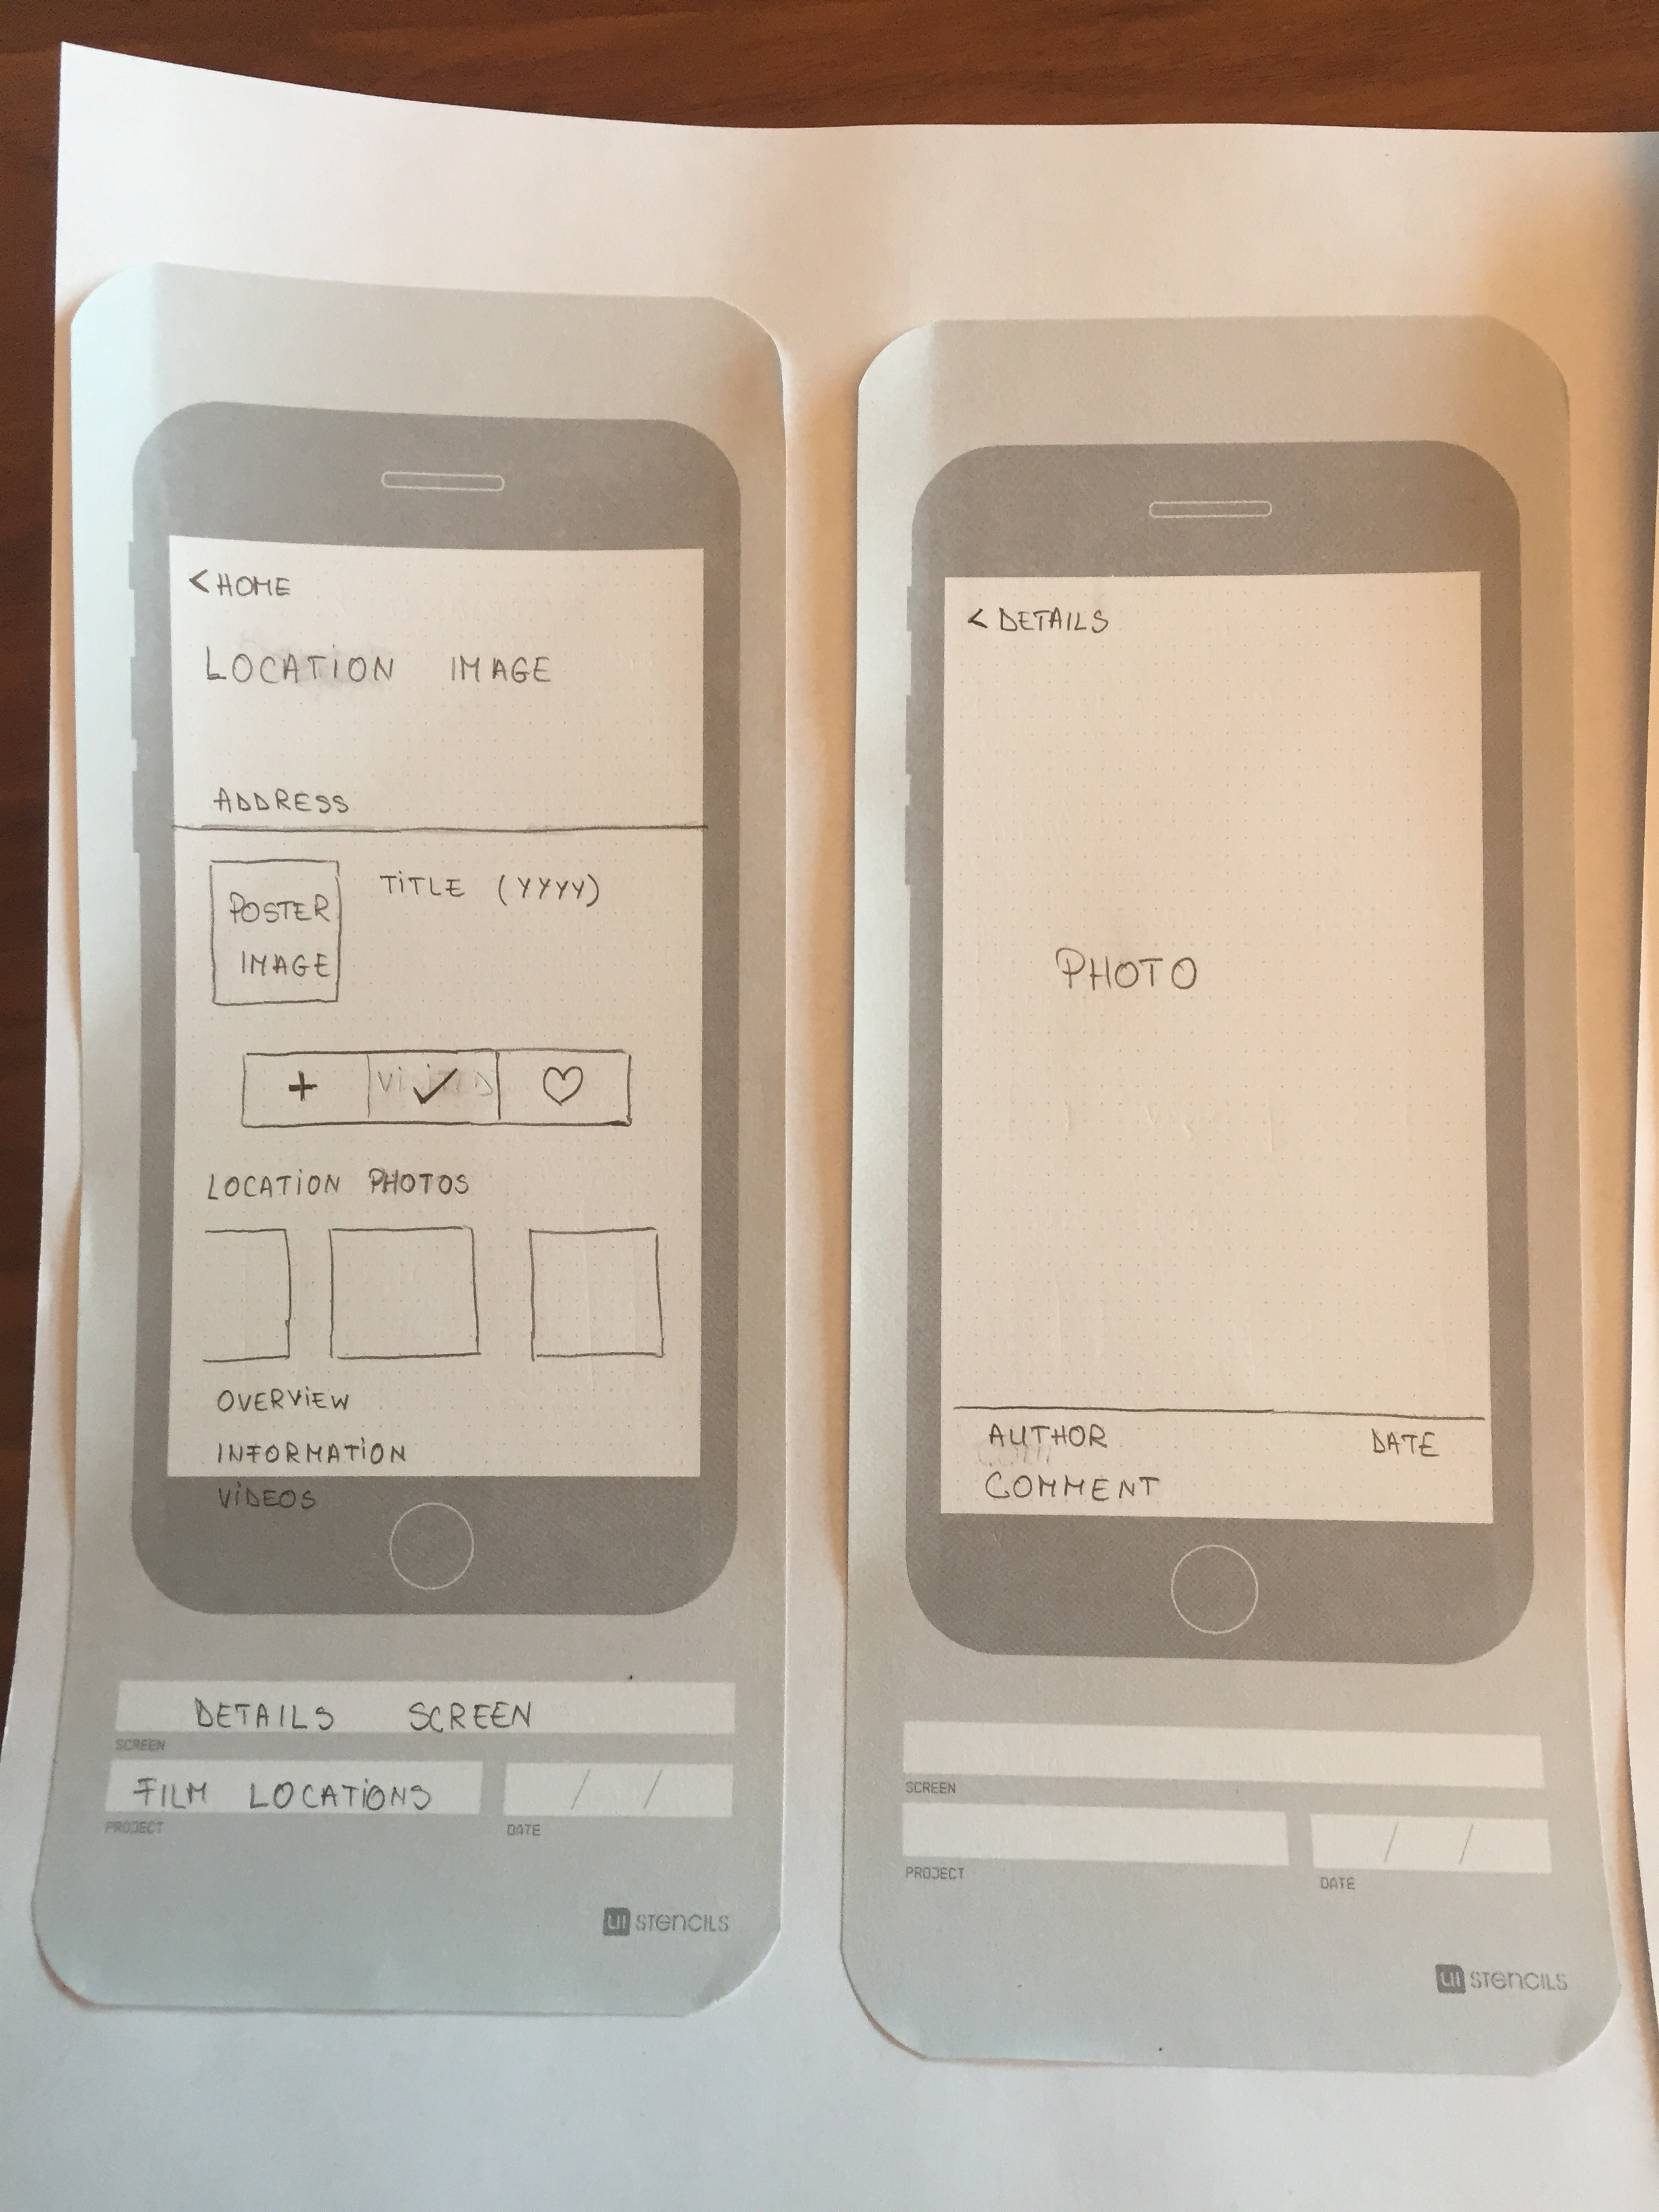 < HOME
LOCATION IMAGE
ADDRESS
POSTER
IMAGE
TITLE (YYYY)
+ ✓ ♡
LOCATION PHOTOS
OVERVIEW
INFORMATION
VIDEOS
DETAILS SCREEN
SCREEN
FILM LOCATIONS
/ /
PROJECT
DATE
UI STENCILS
< DETAILS
PHOTO
AUTHOR DATE
COMMENT
SCREEN
/ /
PROJECT
DATE
UI STENCILS